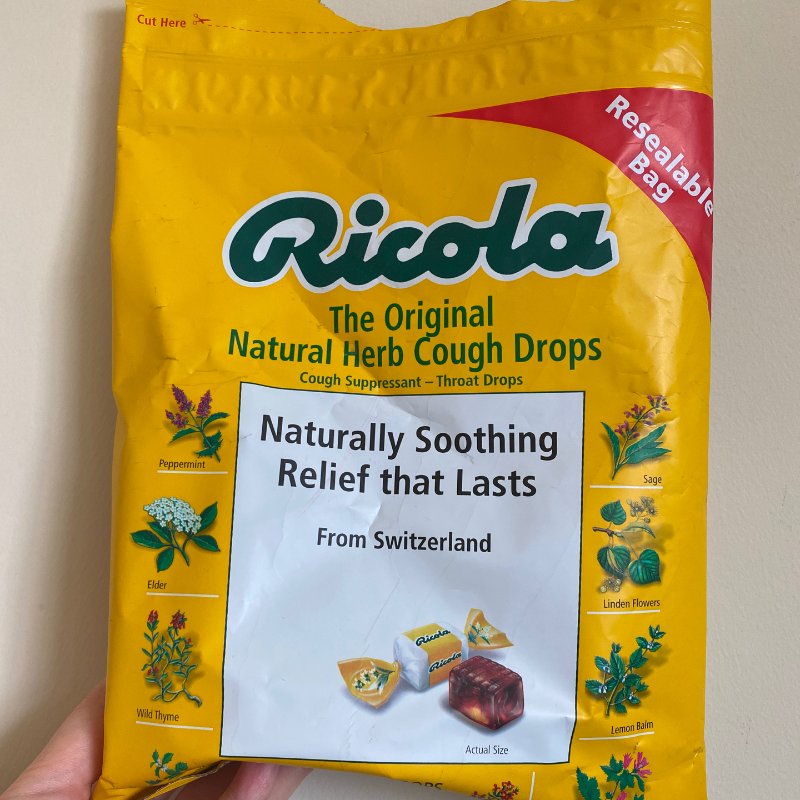 Cut Here
Resealable
Bag
Ricola
The Original
Natural Herb Cough Drops
Cough Suppressant – Throat Drops
Naturally Soothing
Relief that Lasts
From Switzerland
Peppermint
Sage
Elder
Linden Flowers
Wild Thyme
Lemon Balm
Ricola
Ricola
Actual Size